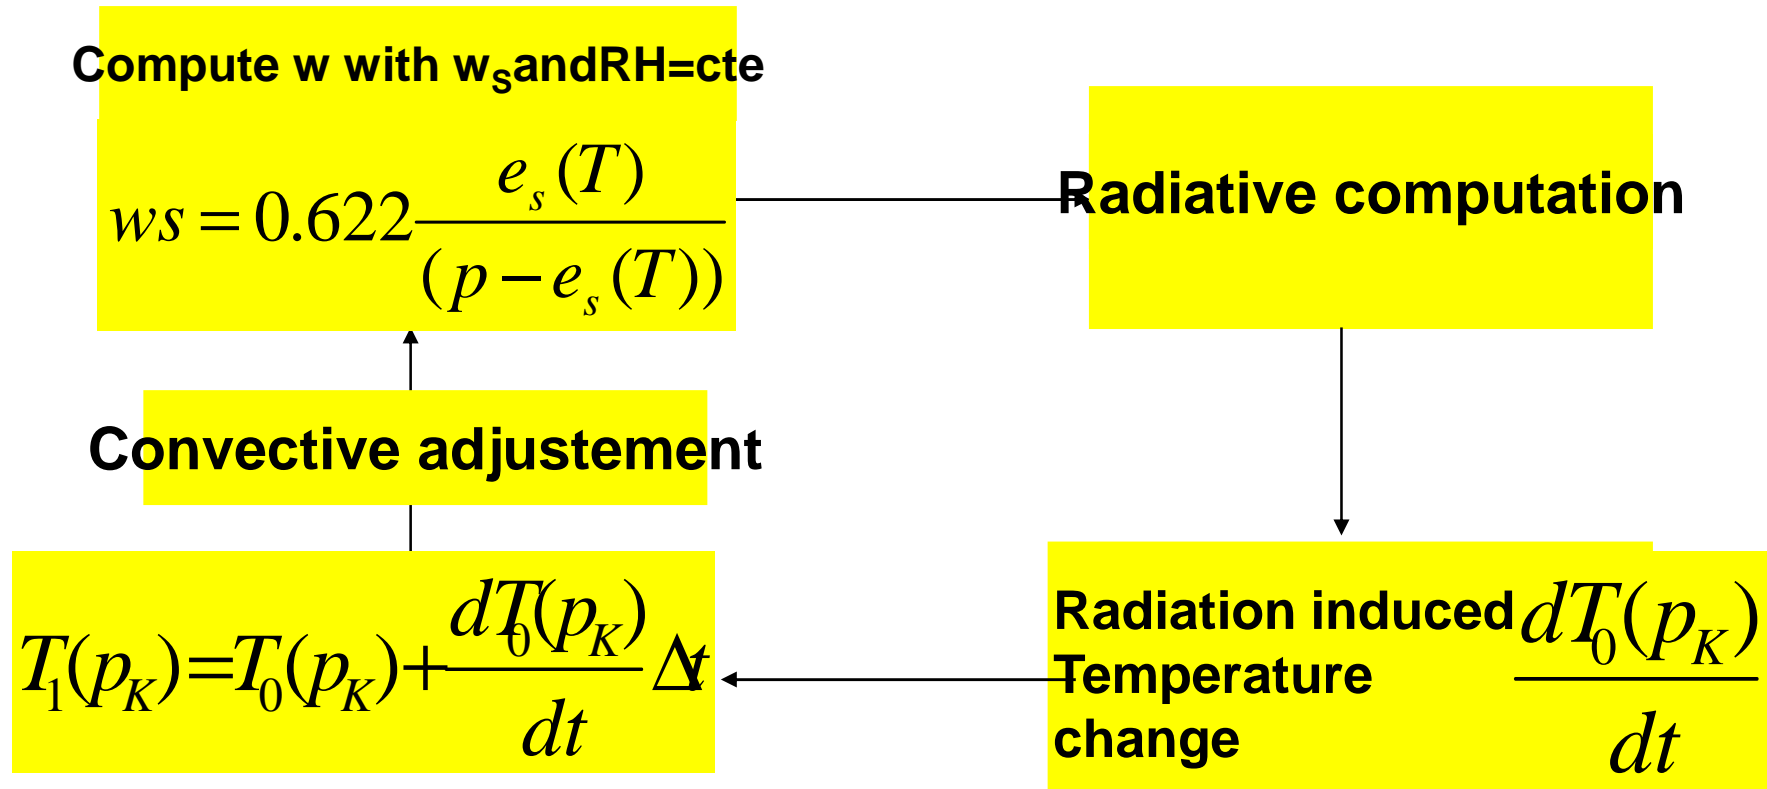 Compute w with wSandRH=cte
ws = 0.622 es(T) / (p − es(T))
Radiative computation
Convective adjustement
T1(pK)=T0(pK)+ dT0(pK)/dt Δt
Radiation induced
Temperature
change
dT0(pK)/dt